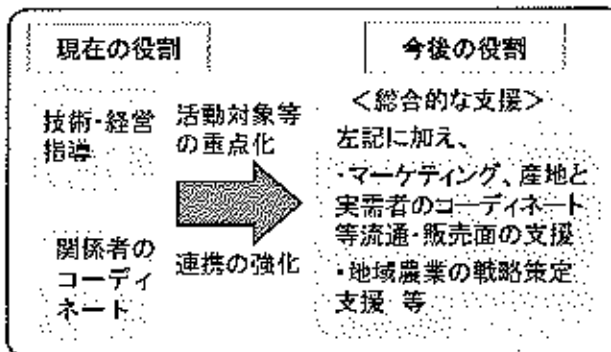 現在の役割
今後の役割
技術・経営
指導
活動対象等
の重点化
連携の強化
関係者の
コーディ
ネート
＜総合的な支援＞
左記に加え、
・マーケティング、産地と
実需者のコーディネート
等流通・販売面の支援
・地域農業の戦略策定
支援 等